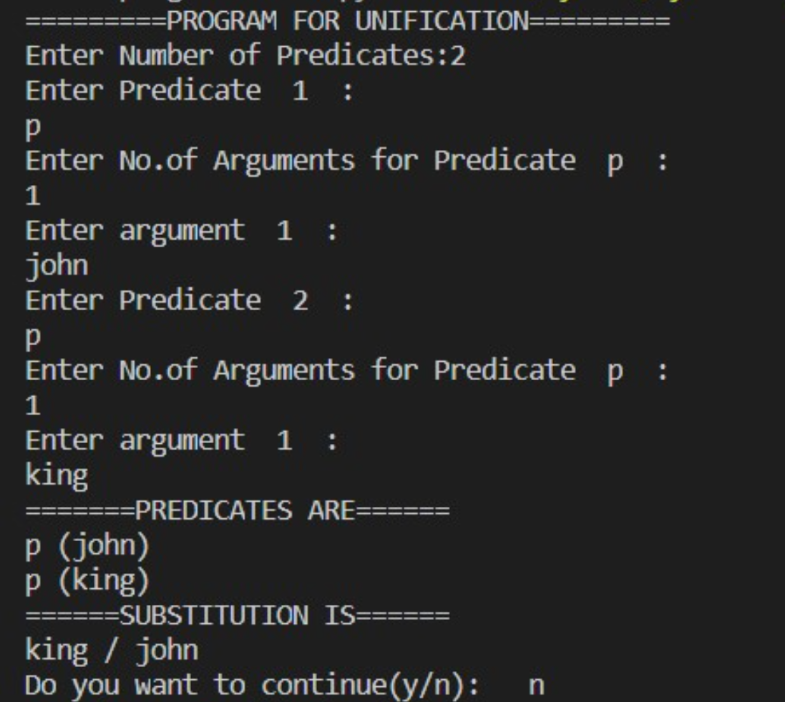 =========PROGRAM FOR UNIFICATION=========
Enter Number of Predicates:2
Enter Predicate  1  :
p
Enter No.of Arguments for Predicate  p  :
1
Enter argument  1  :
john
Enter Predicate  2  :
p
Enter No.of Arguments for Predicate  p  :
1
Enter argument  1  :
king
=======PREDICATES ARE======
p (john)
p (king)
======SUBSTITUTION IS======
king / john
Do you want to continue(y/n):   n